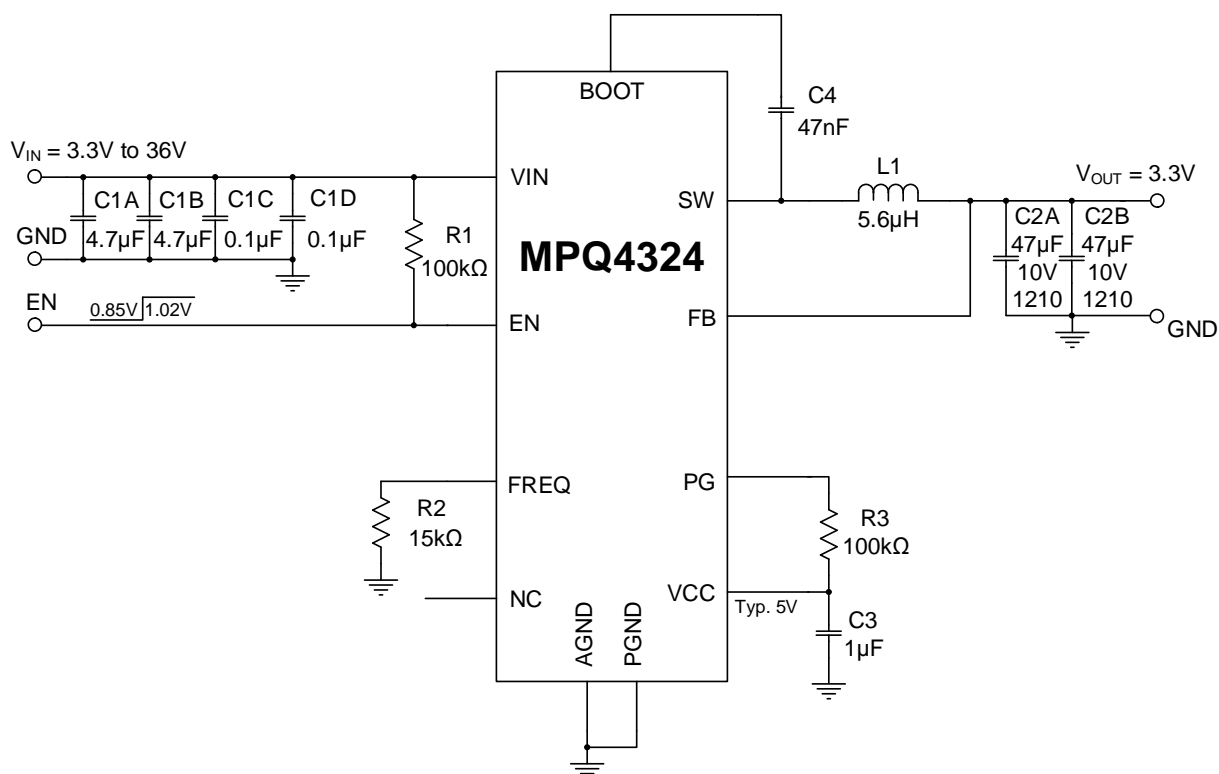 BOOT
C4
47nF
V_IN = 3.3V to 36V
VIN
C1A
C1B
C1C
C1D
4.7µF
4.7µF
0.1µF
0.1µF
GND
R1
100kΩ
SW
L1
5.6µH
V_OUT = 3.3V
C2A
C2B
47µF
47µF
10V
10V
1210
1210
MPQ4324
EN
0.85V
1.02V
EN
FB
GND
FREQ
R2
15kΩ
PG
R3
100kΩ
NC
VCC
Typ. 5V
C3
1µF
AGND
PGND